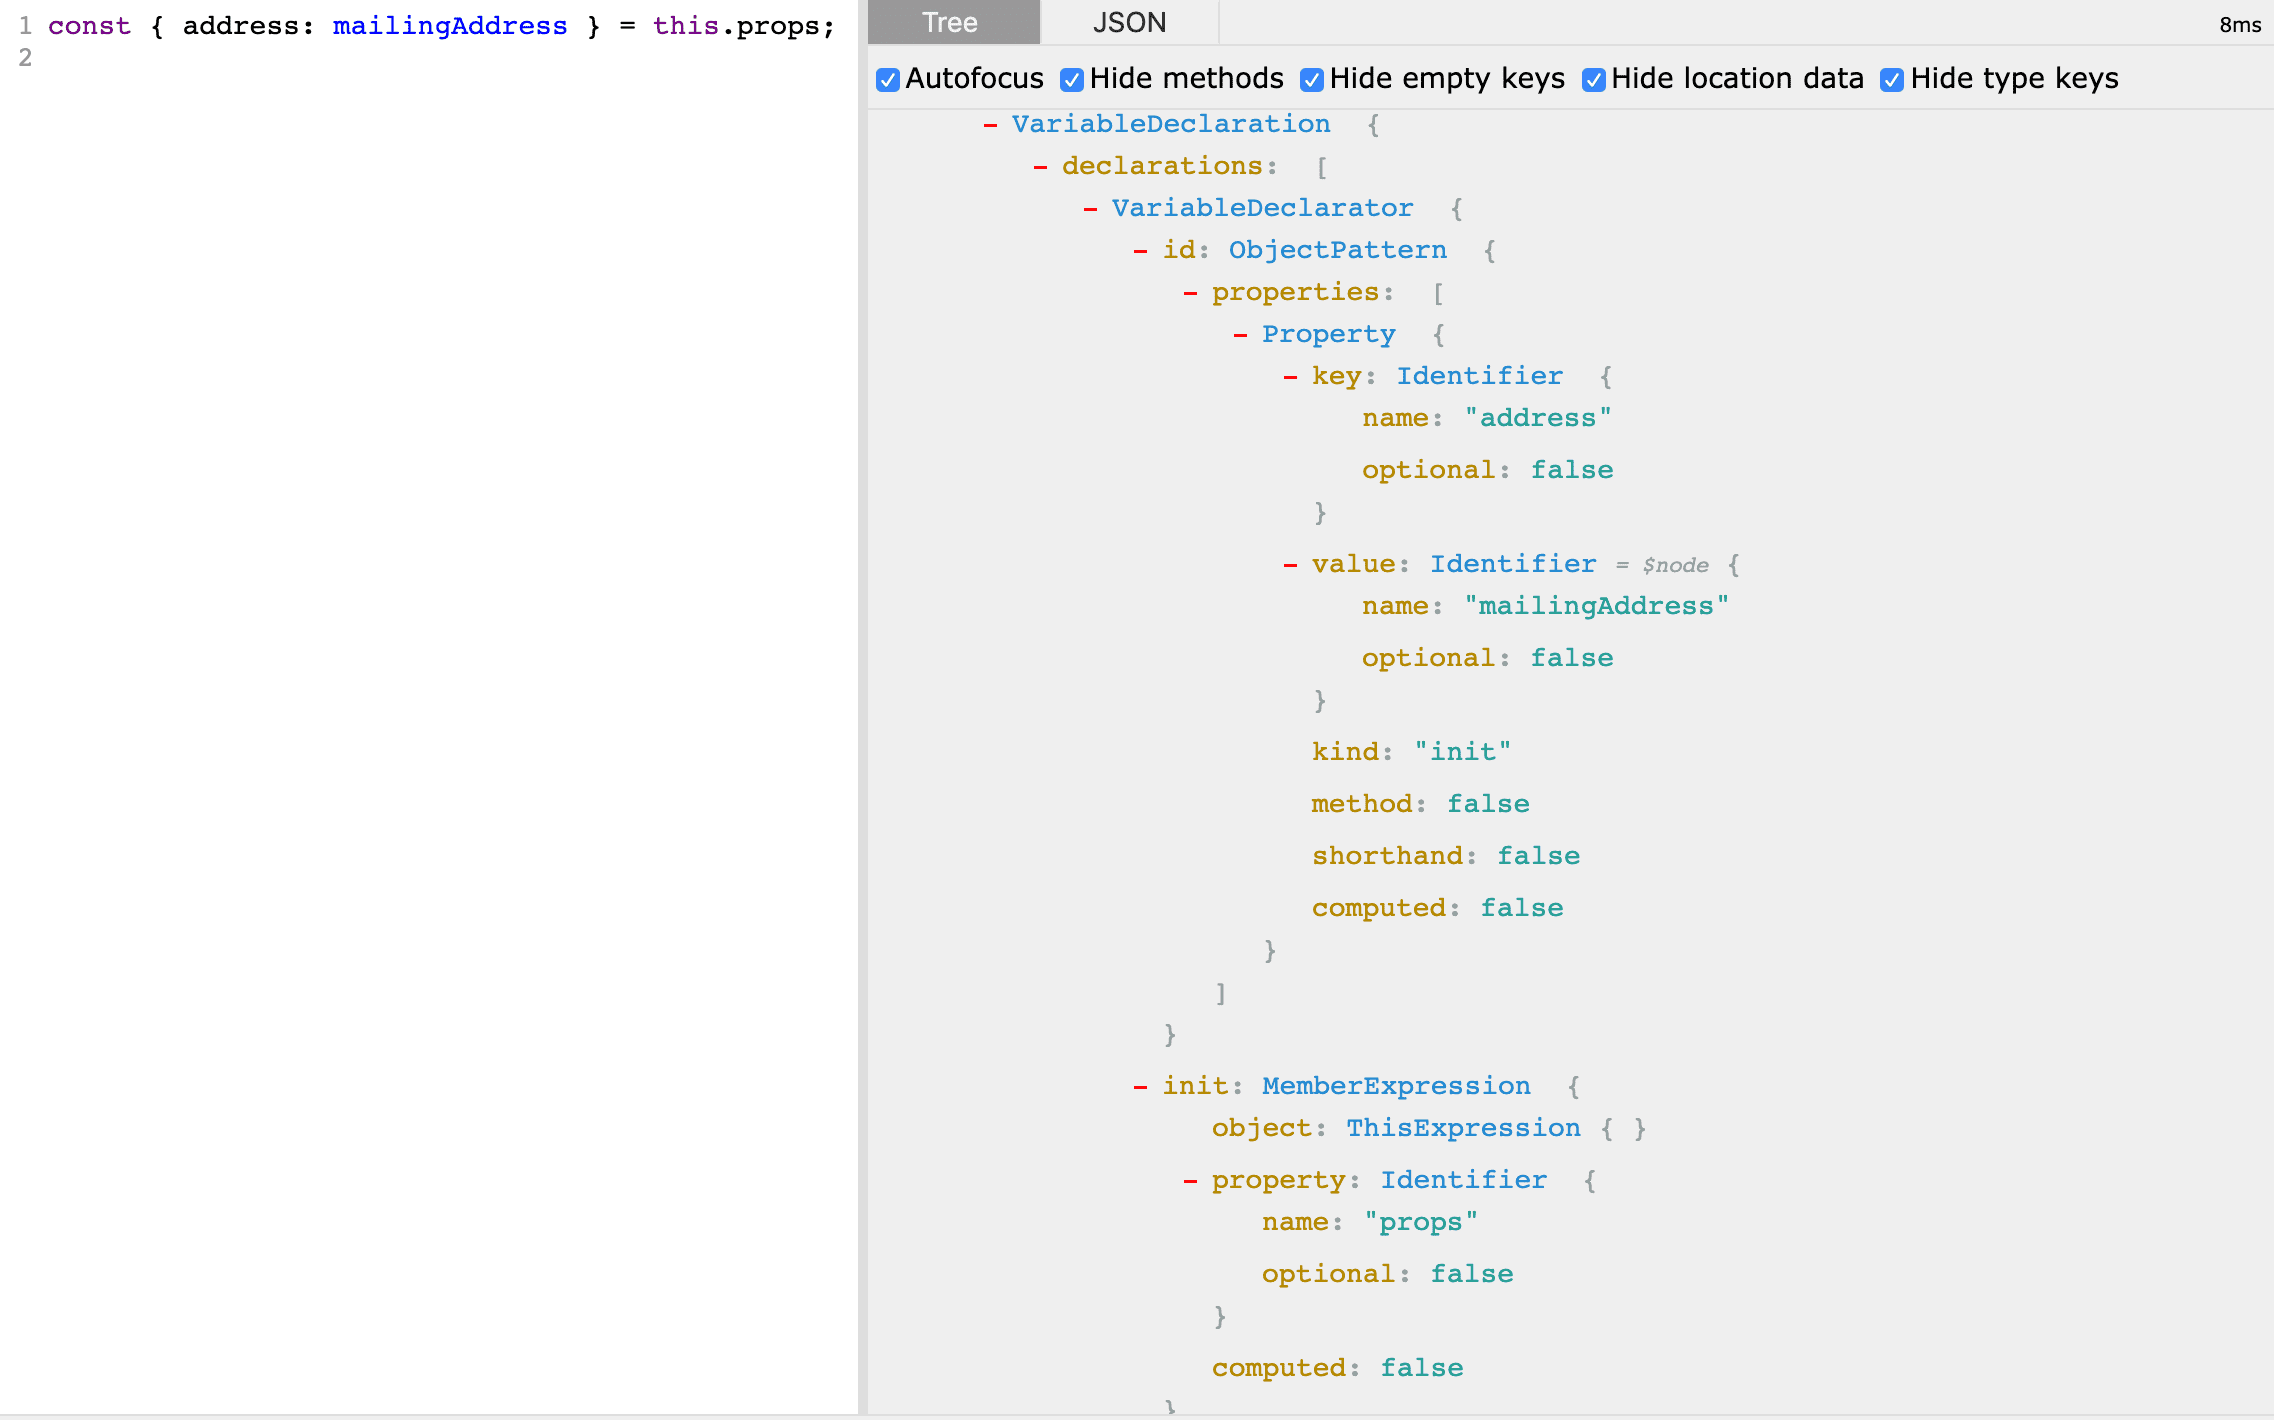 1 const { address: mailingAddress } = this.props;
2
Tree JSON 8ms
Autofocus Hide methods Hide empty keys Hide location data Hide type keys
- VariableDeclaration {
- declarations: [
- VariableDeclarator {
- id: ObjectPattern {
- properties: [
- Property {
- key: Identifier {
name: "address"
optional: false
}
- value: Identifier = $node {
name: "mailingAddress"
optional: false
}
kind: "init"
method: false
shorthand: false
computed: false
}
]
}
- init: MemberExpression {
object: ThisExpression { }
- property: Identifier {
name: "props"
optional: false
}
computed: false
}